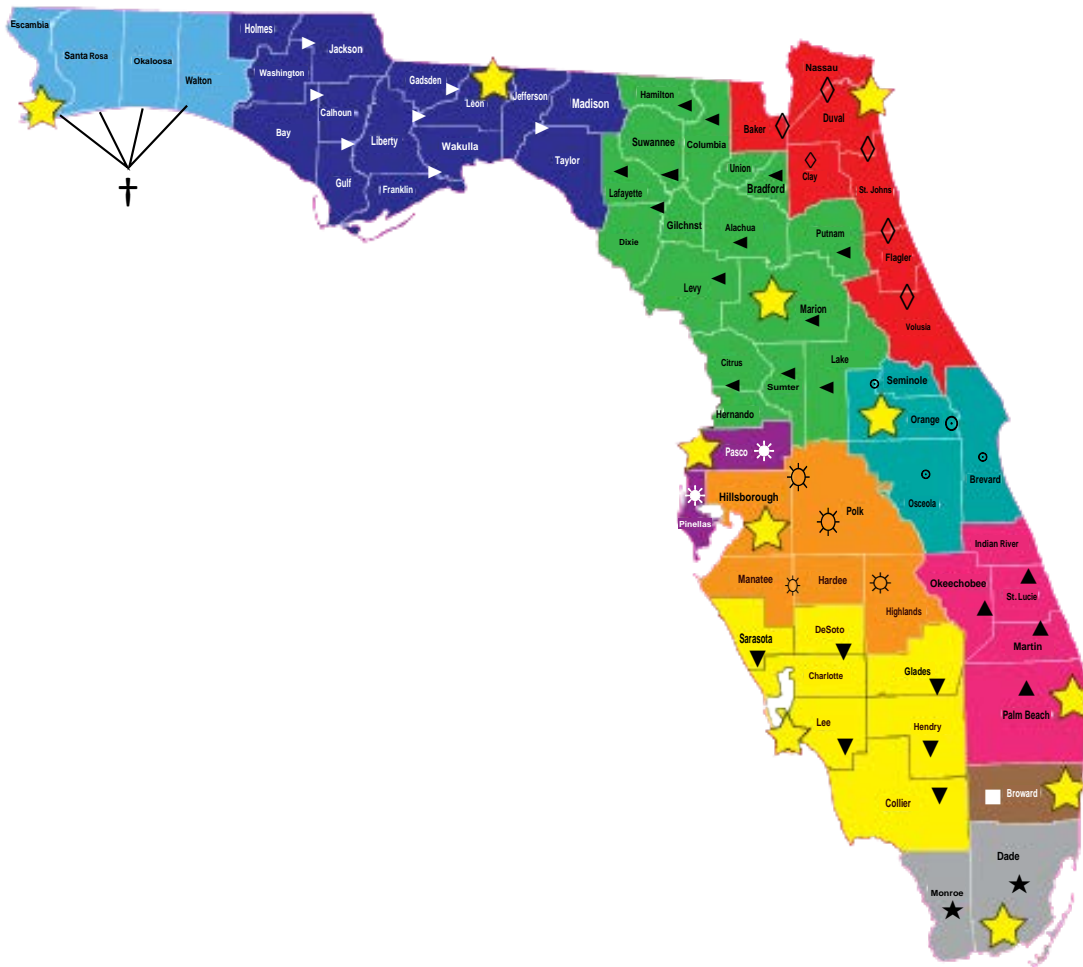 Escambia
Santa Rosa
Okaloosa
Walton
Holmes
Jackson
Washington
Bay
Calhoun
Gulf
Liberty
Franklin
Gadsden
Leon
Wakulla
Jefferson
Madison
Taylor
Hamilton
Suwannee
Columbia
Lafayette
Union
Bradford
Gilchnst
Dixie
Alachua
Putnam
Levy
Marion
Citrus
Sumter
Lake
Hernando
Nassau
Duval
Baker
Clay
St. Johns
Flagler
Volusia
Seminole
Orange
Osceola
Brevard
Pasco
Pinellas
Hillsborough
Polk
Manatee
Hardee
Highlands
Indian River
Okeechobee
St. Lucie
Martin
Palm Beach
Sarasota
DeSoto
Charlotte
Glades
Lee
Hendry
Collier
Broward
Dade
Monroe